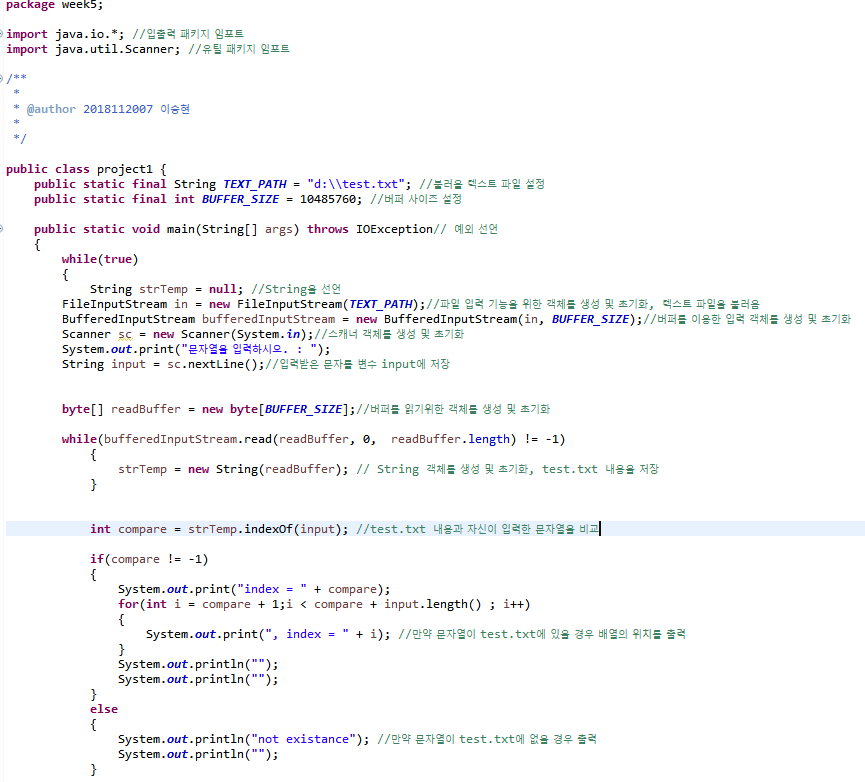 package week5;
import java.io.*; //입출력 패키지 임포트
import java.util.Scanner; //유틸 패키지 임포트
/**
 *
 * @author 2018112007 이승현
 *
 */
public class project1 {
    public static final String TEXT_PATH = "d:\\test.txt"; //불러올 텍스트 파일 설정
    public static final int BUFFER_SIZE = 10485760; //버퍼 사이즈 설정
    public static void main(String[] args) throws IOException// 예외 선언
    {
        while(true)
        {
            String strTemp = null; //String을 선언
        FileInputStream in = new FileInputStream(TEXT_PATH);//파일 입력 기능을 위한 객체를 생성 및 초기화, 텍스트 파일을 불러옴
        BufferedInputStream bufferedInputStream = new BufferedInputStream(in, BUFFER_SIZE);//버퍼를 이용한 입력 객체를 생성 및 초기화
        Scanner sc = new Scanner(System.in);//스캐너 객체를 생성 및 초기화
        System.out.print("문자열을 입력하시오. : ");
        String input = sc.nextLine();//입력받은 문자를 변수 input에 저장
        byte[] readBuffer = new byte[BUFFER_SIZE];//버퍼를 읽기위한 객체를 생성 및 초기화
        while(bufferedInputStream.read(readBuffer, 0,  readBuffer.length) != -1)
            {
                strTemp = new String(readBuffer); // String 객체를 생성 및 초기화, test.txt 내용을 저장
            }
            int compare = strTemp.indexOf(input); //test.txt 내용과 자신이 입력한 문자열을 비교
            if(compare != -1)
            {
                System.out.print("index = " + compare);
                for(int i = compare + 1;i < compare + input.length() ; i++)
                {
                    System.out.print(", index = " + i); //만약 문자열이 test.txt에 있을 경우 배열의 위치를 출력
                }
                System.out.println("");
                System.out.println("");
            }
            else
            {
                System.out.println("not existance"); //만약 문자열이 test.txt에 없을 경우 출력
                System.out.println("");
            }